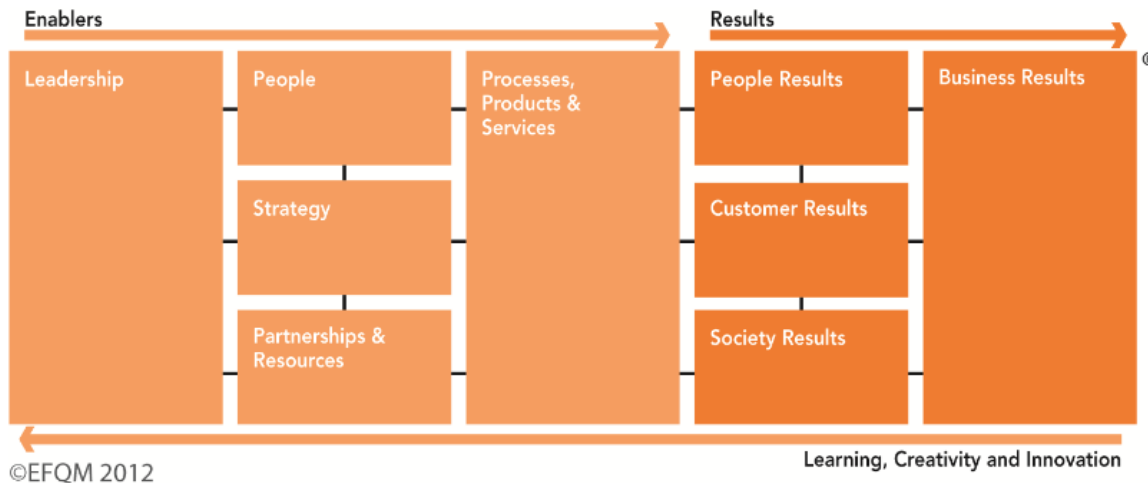 Enablers
Results
Leadership
People
Processes,
Products &
Services
People Results
Business Results
Strategy
Customer Results
Partnerships &
Resources
Society Results
Learning, Creativity and Innovation
©EFQM 2012